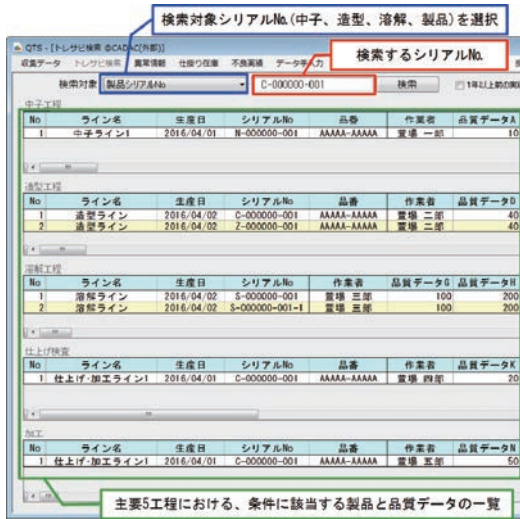 検索対象シリアル№(中子、造型、溶解、製品)を選択
QTS - [トレサビ検索 @CADAC(外部)]
検索するシリアル№
収集データ トレサビ検索 異常情報 仕掛り在庫 不良実績 データ手入力
検索対象 製品シリアルNo C-000000-001 検索 1年以上前の実
中子工程
No ライン名 生産日 シリアルNo 品番 作業者 品質データA
1 中子ライン1 2016/04/01 N-000000-001 AAAAA-AAAAA 萱場 一郎 10
造型工程
No ライン名 生産日 シリアルNo 品番 作業者 品質データD
1 造型ライン 2016/04/02 C-000000-001 AAAAA-AAAAA 萱場 二郎 40
2 造型ライン 2016/04/02 Z-000000-001 AAAAA-AAAAA 萱場 二郎 40
溶解工程
No ライン名 生産日 シリアルNo 作業者 品質データG 品質データH
1 溶解ライン 2016/04/02 S-000000-001 萱場 三郎 100 200
2 溶解ライン 2016/04/02 S-000000-001-1 萱場 三郎 100 200
仕上げ検査
No ライン名 生産日 シリアルNo 品番 作業者 品質データK
1 仕上げ・加工ライン1 2016/04/01 C-000000-001 AAAAA-AAAAA 萱場 四郎 20
加工
No ライン名 生産日 シリアルNo 品番 作業者 品質データN
1 仕上げ・加工ライン1 2016/04/01 C-000000-001 AAAAA-AAAAA 萱場 五郎 50
主要5工程における、条件に該当する製品と品質データの一覧